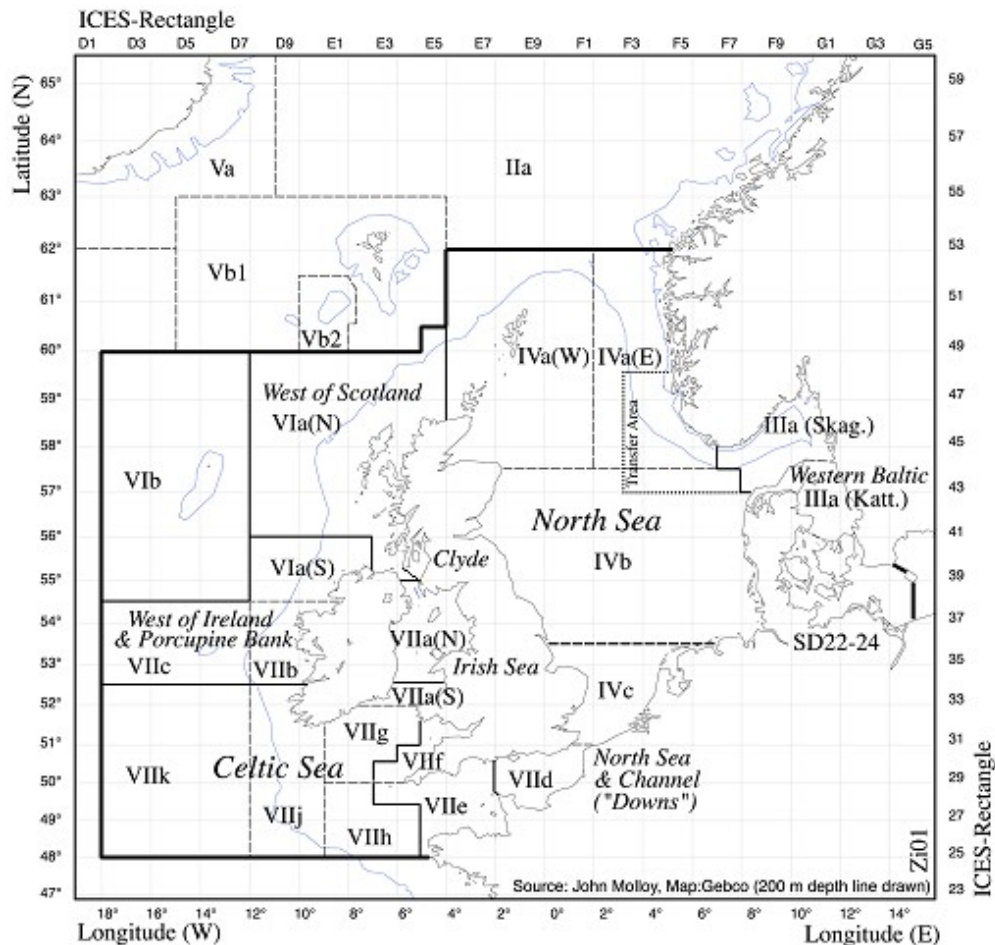 ICES-Rectangle
D1 D3 D5 D7 D9 E1 E3 E5 E7 E9 F1 F3 F5 F7 F9 G1 G3 G5
Latitude (N)
65°
64°
63°
62°
61°
60°
59°
58°
57°
56°
55°
54°
53°
52°
51°
50°
49°
48°
47°
59
57
55
53
51
49
47
45
43
41
39
37
35
33
31
29
27
25
23
ICES-Rectangle
Va
IIa
Vb1
Vb2
IVa(W)
IVa(E)
West of Scotland
VIa(N)
Transfer Area
IIIa (Skag.)
VIb
Western Baltic
IIIa (Katt.)
North Sea
IVb
Clyde
VIa(S)
West of Ireland
& Porcupine Bank
VIIc
VIIb
VIIa(N)
Irish Sea
VIIa(S)
SD22-24
IVc
VIIg
VIIf
Celtic Sea
VIIk
VIIj
VIIh
VIIe
VIId
North Sea
& Channel
("Downs")
Zi01
Source: John Molloy, Map:Gebco (200 m depth line drawn)
18° 16° 14° 12° 10° 8° 6° 4° 2° 0° 2° 4° 6° 8° 10° 12° 14°
Longitude (W)
Longitude (E)